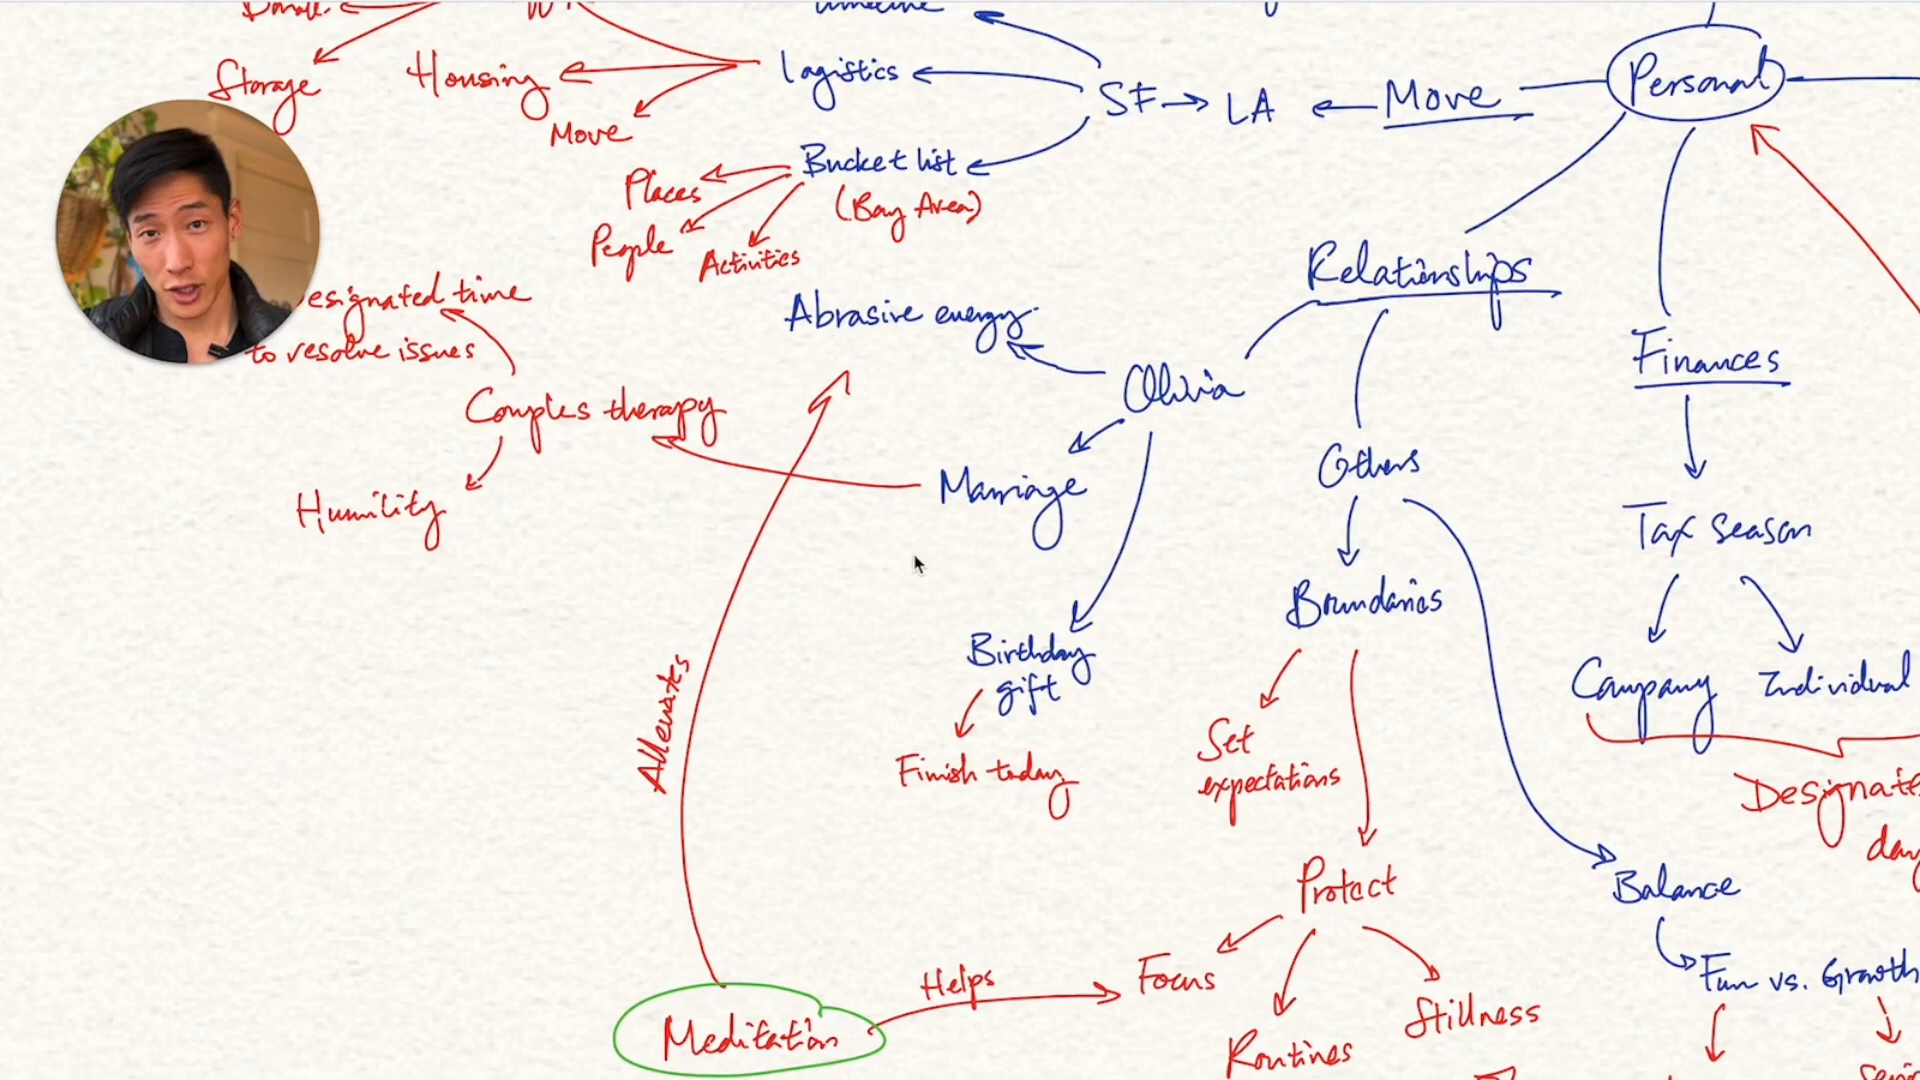 Storage
Housing
Logistics
Move
SF → LA
Move
Personal
Bucket list
(Bay Area)
Places
People
Activities
Relationships
esignated time
to resolve issues
Abrasive energy
Olivia
Finances
Couples therapy
Humility
Marriage
Others
Tax season
Boundaries
Birthday
gift
Company
Individual
Alleviates
Finish today
Set
expectations
Designate
day
Protect
Balance
Helps
Focus
Fun vs. Growth
Meditation
Routines
Stillness